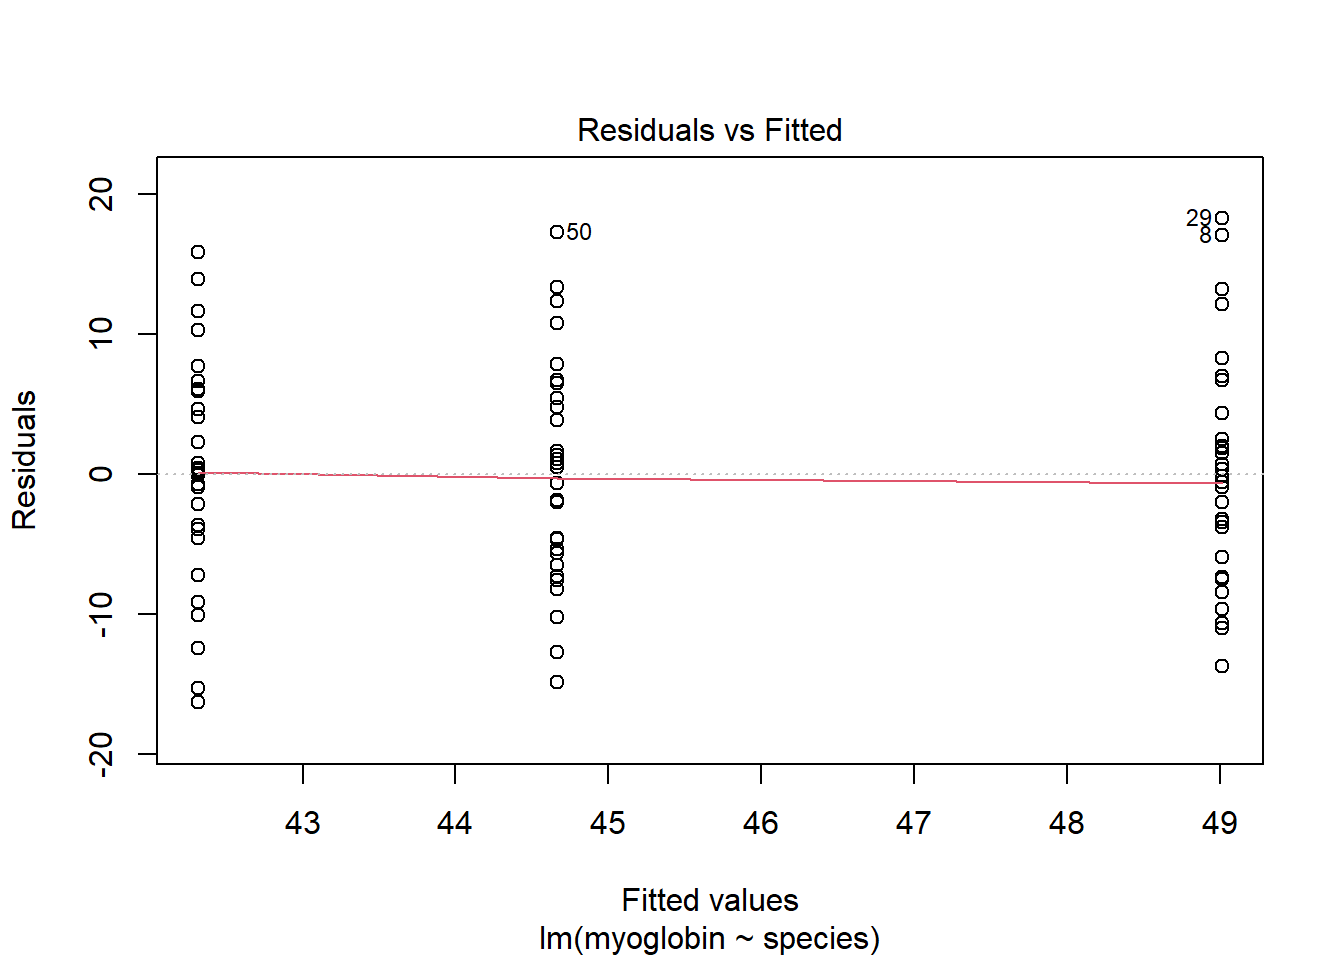 Residuals vs Fitted
Residuals
20
10
0
-10
-20
50
29
8
43 44 45 46 47 48 49
Fitted values
lm(myoglobin ~ species)